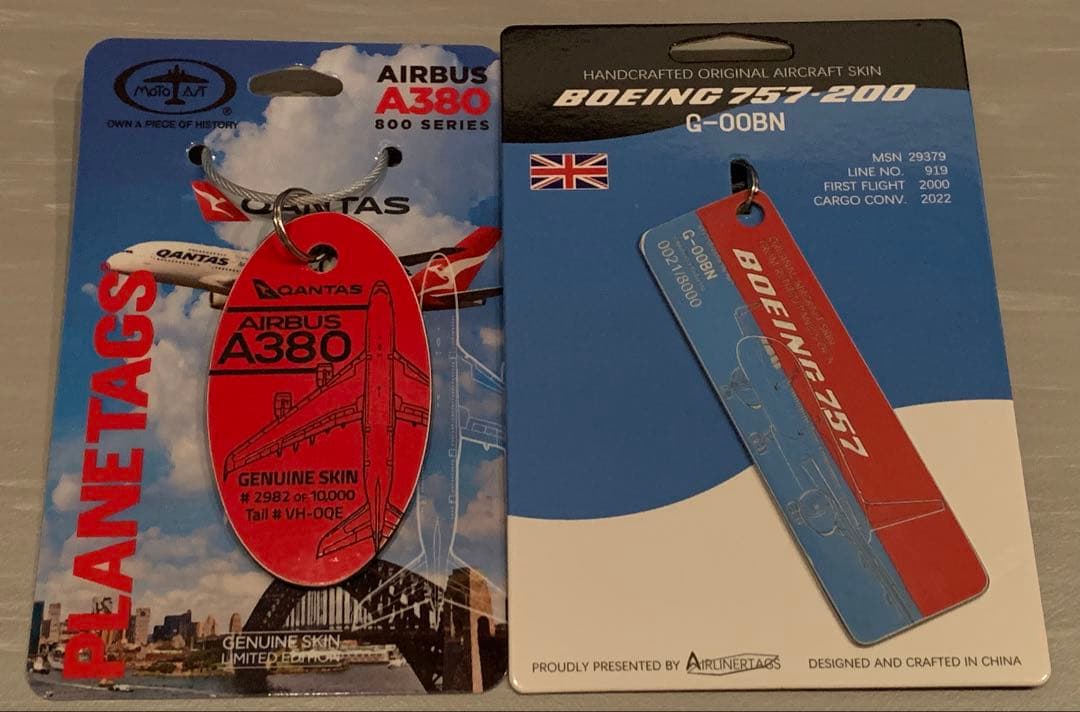 MOTO ART
®
OWN A PIECE OF HISTORY
AIRBUS
A380
800 SERIES
QANTAS
QANTAS
PLANETAGS
QANTAS
AIRBUS
A380
GENUINE SKIN
# 2982 OF 10,000
Tail # VH-OQE
GENUINE SKIN
LIMITED EDITION
HANDCRAFTED ORIGINAL AIRCRAFT SKIN
BOEING 757-200
G-OOBN
MSN 29379
LINE NO. 919
FIRST FLIGHT 2000
CARGO CONV. 2022
G-OOBN
0021/8000
BOEING 757
PROUDLY PRESENTED BY AIRLINERTAGS
DESIGNED AND CRAFTED IN CHINA